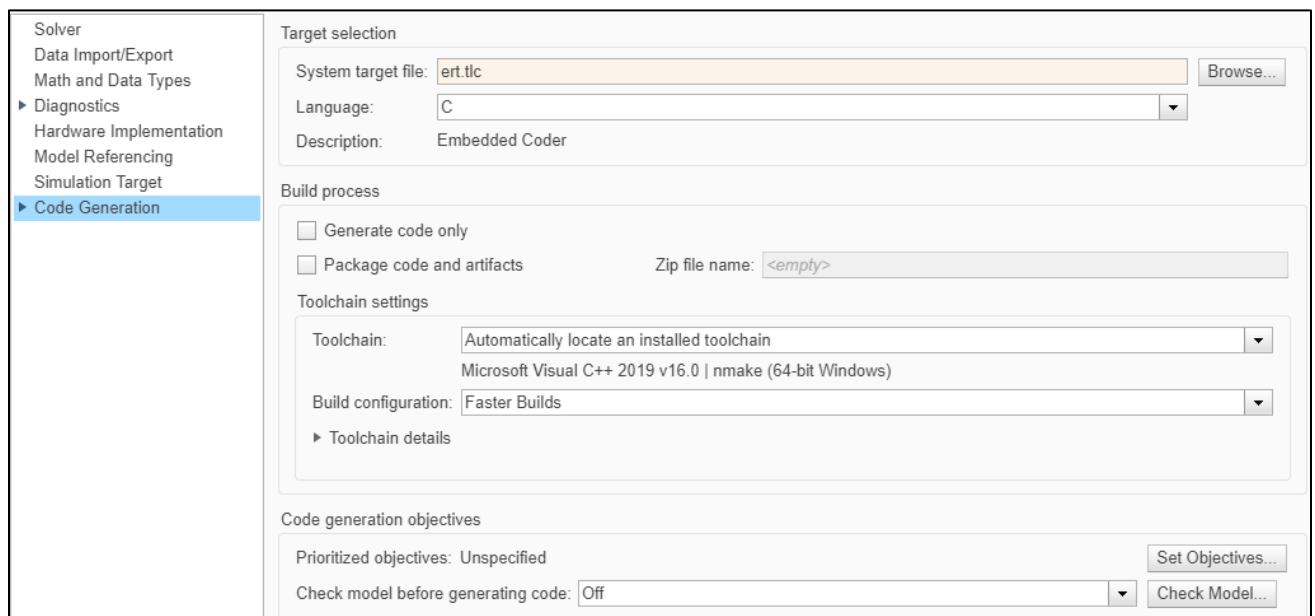 Solver
Data Import/Export
Math and Data Types
Diagnostics
Hardware Implementation
Model Referencing
Simulation Target
Code Generation
Target selection
System target file: ert.tlc Browse...
Language: C
Description: Embedded Coder
Build process
Generate code only
Package code and artifacts Zip file name: <empty>
Toolchain settings
Toolchain: Automatically locate an installed toolchain
Microsoft Visual C++ 2019 v16.0 | nmake (64-bit Windows)
Build configuration: Faster Builds
Toolchain details
Code generation objectives
Prioritized objectives: Unspecified Set Objectives...
Check model before generating code: Off Check Model...